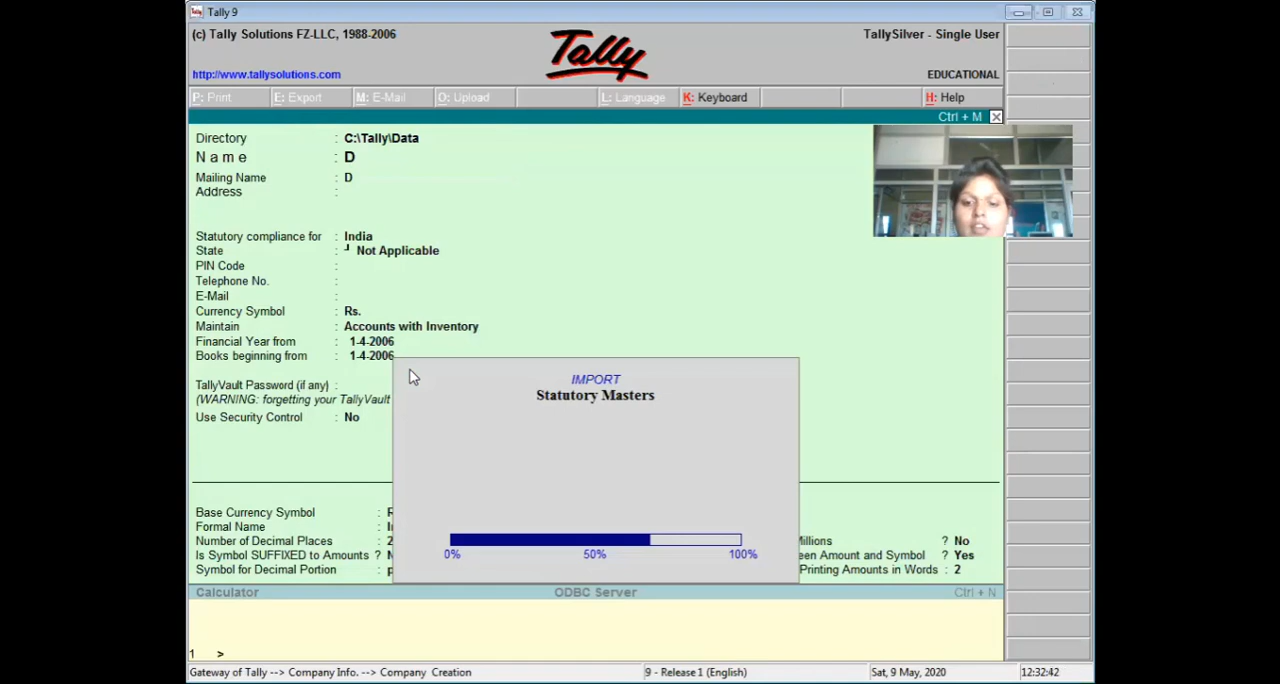 Tally 9
(c) Tally Solutions FZ-LLC, 1988-2006
Tally
TallySilver - Single User
http://www.tallysolutions.com
EDUCATIONAL
P: Print E: Export M: E-Mail O: Upload L: Language K: Keyboard H: Help
Ctrl + M
Directory : C:\Tally\Data
Name : D
Mailing Name : D
Address :
Statutory compliance for : India
State : ┘ Not Applicable
PIN Code :
Telephone No. :
E-Mail :
Currency Symbol : Rs.
Maintain : Accounts with Inventory
Financial Year from : 1-4-2006
Books beginning from : 1-4-2006
TallyVault Password (if any) :
(WARNING: forgetting your TallyVault
Use Security Control : No
IMPORT
Statutory Masters
0% 50% 100%
Base Currency Symbol :
Formal Name :
Number of Decimal Places : 2
Is Symbol SUFFIXED to Amounts ?
Symbol for Decimal Portion :
Millions ? No
een Amount and Symbol ? Yes
Printing Amounts in Words : 2
Calculator ODBC Server Ctrl + N
1 >
Gateway of Tally --> Company Info. --> Company Creation 9 - Release 1 (English) Sat, 9 May, 2020 12:32:42